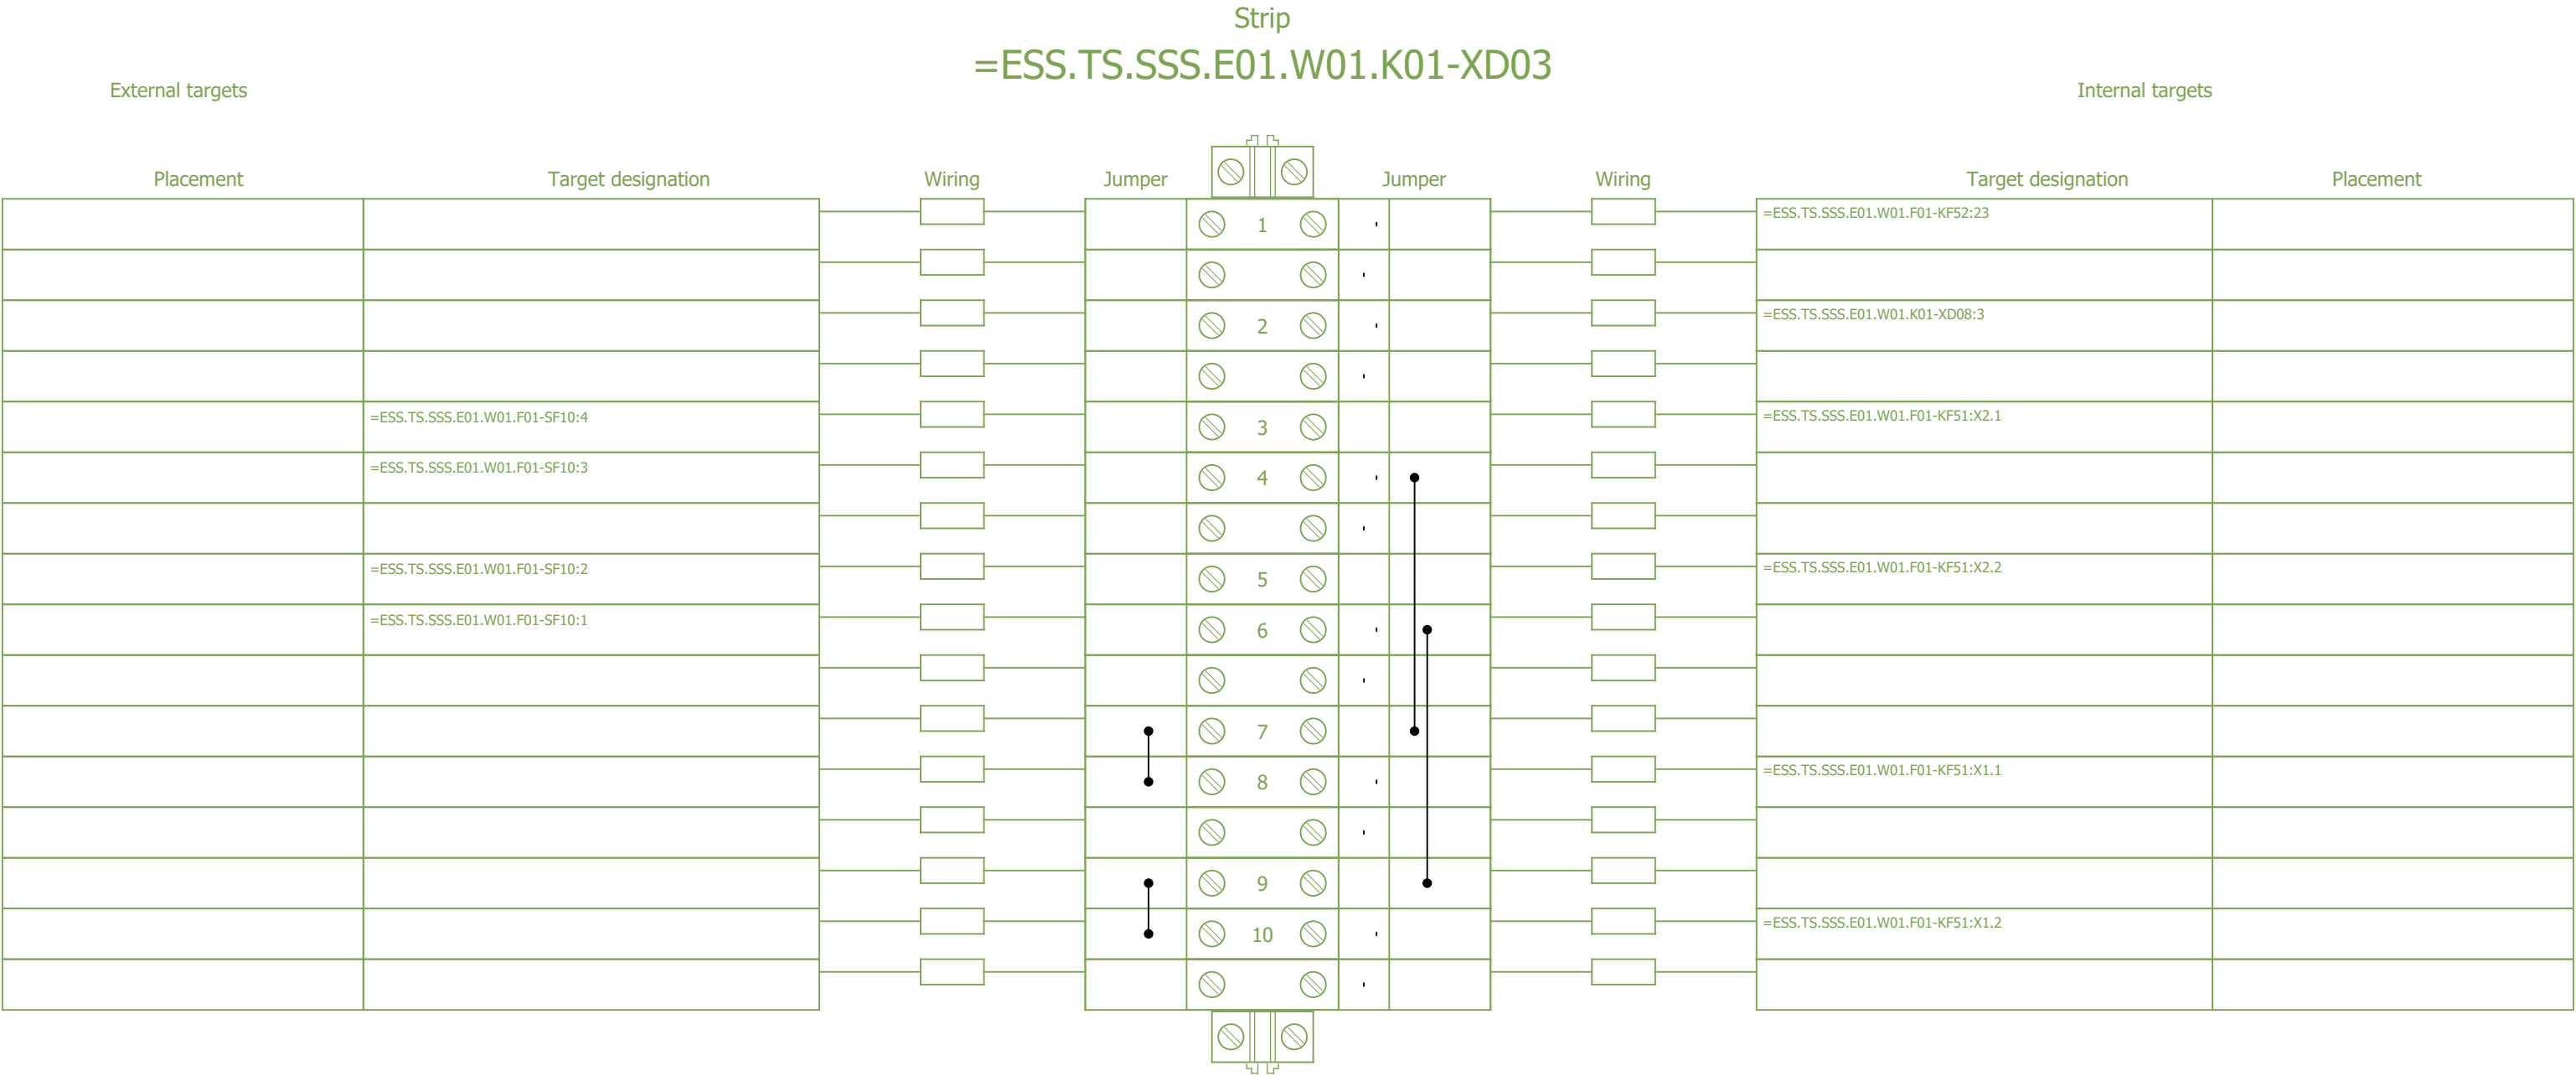 Strip
=ESS.TS.SSS.E01.W01.K01-XD03
External targets
Internal targets
Placement Target designation Wiring Jumper Jumper Wiring Target designation Placement
1 =ESS.TS.SSS.E01.W01.F01-KF52:23
2 =ESS.TS.SSS.E01.W01.K01-XD08:3
=ESS.TS.SSS.E01.W01.F01-SF10:4 3 =ESS.TS.SSS.E01.W01.F01-KF51:X2.1
=ESS.TS.SSS.E01.W01.F01-SF10:3 4
=ESS.TS.SSS.E01.W01.F01-SF10:2 5 =ESS.TS.SSS.E01.W01.F01-KF51:X2.2
=ESS.TS.SSS.E01.W01.F01-SF10:1 6
7
8 =ESS.TS.SSS.E01.W01.F01-KF51:X1.1
9
10 =ESS.TS.SSS.E01.W01.F01-KF51:X1.2